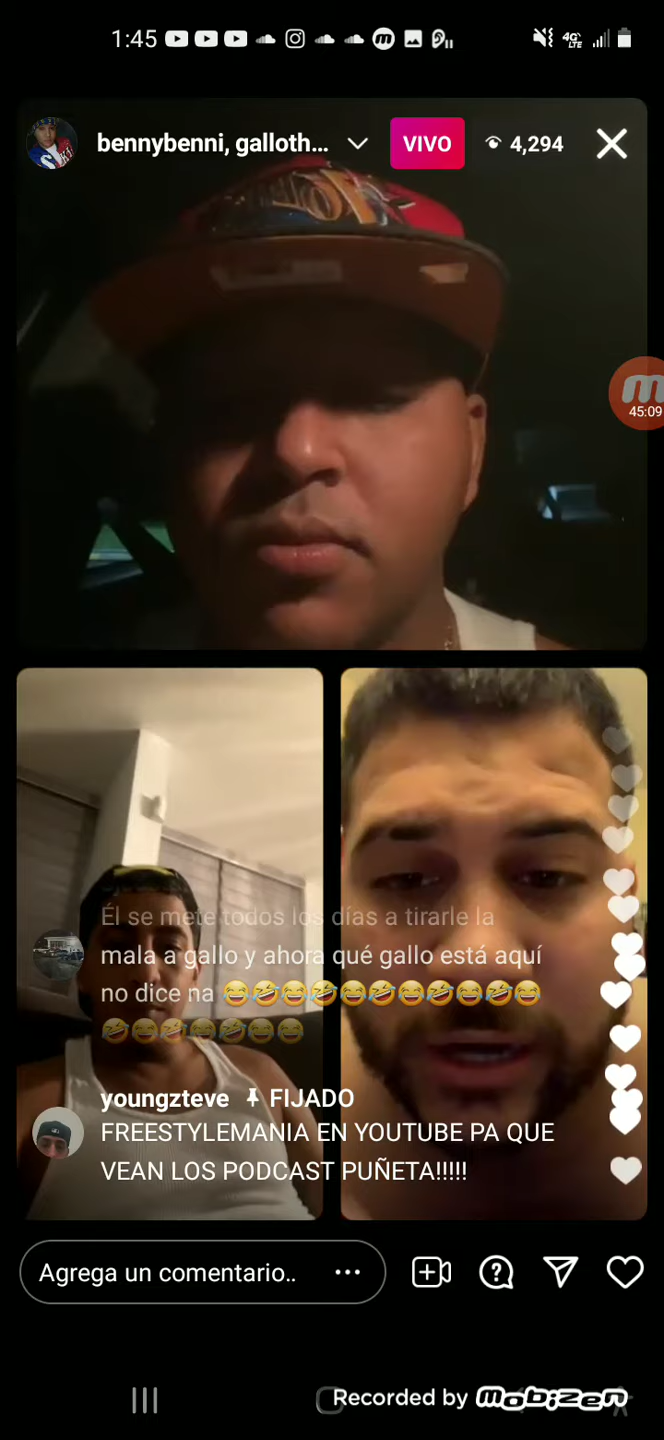 1:45
4G LTE
bennybenni, galloth...
VIVO
4,294
45:09
Él se mete todos los días a tirarle la
mala a gallo y ahora qué gallo está aquí
no dice na 😂🤣😂🤣😂🤣😂🤣😂🤣😂
🤣😂🤣😂🤣😂😂
youngzteve FIJADO
FREESTYLEMANIA EN YOUTUBE PA QUE
VEAN LOS PODCAST PUÑETA!!!!!
Agrega un comentario..
Recorded by mobizen